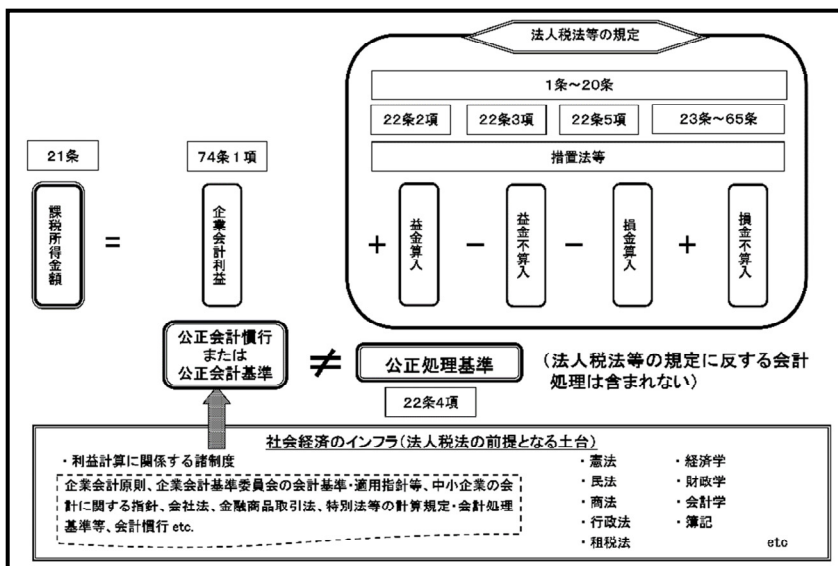 法人税法等の規定
1条～20条
22条2項
22条3項
22条5項
23条～65条
措置法等
21条
74条1項
課税所得金額
=
企業会計利益
+
益金算入
－
益金不算入
－
損金算入
+
損金不算入
公正会計慣行
または
公正会計基準
≠
公正処理基準
(法人税法等の規定に反する会計
処理は含まれない)
22条4項
社会経済のインフラ(法人税法の前提となる土台)
・利益計算に関係する諸制度
企業会計原則、企業会計基準委員会の会計基準・適用指針等、中小企業の会
計に関する指針、会社法、金融商品取引法、特別法等の計算規定・会計処理
基準等、会計慣行 etc.
・憲法
・民法
・商法
・行政法
・租税法
・経済学
・財政学
・会計学
・簿記
etc